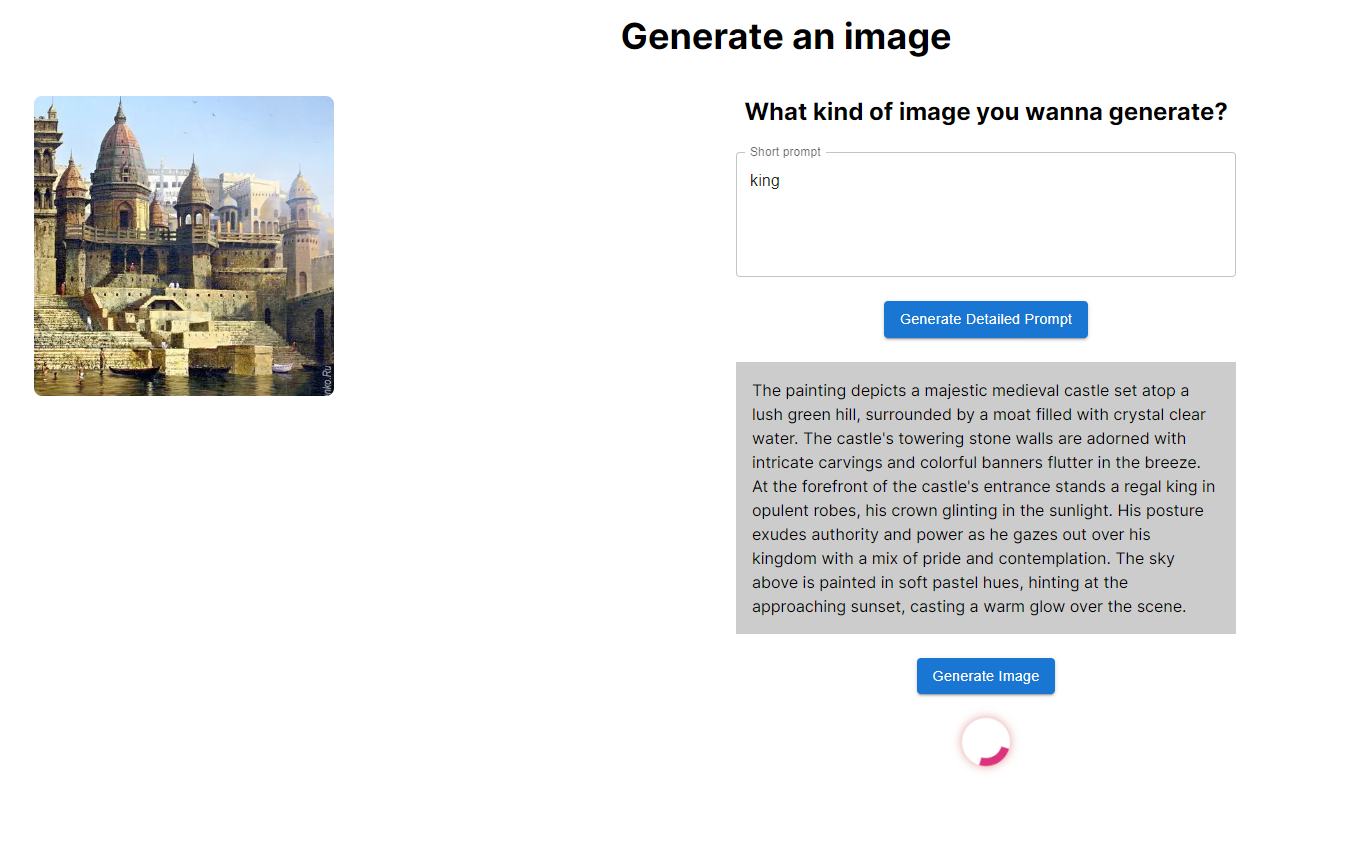 Generate an image
What kind of image you wanna generate?
Short prompt
king
Generate Detailed Prompt
The painting depicts a majestic medieval castle set atop a
lush green hill, surrounded by a moat filled with crystal clear
water. The castle's towering stone walls are adorned with
intricate carvings and colorful banners flutter in the breeze.
At the forefront of the castle's entrance stands a regal king in
opulent robes, his crown glinting in the sunlight. His posture
exudes authority and power as he gazes out over his
kingdom with a mix of pride and contemplation. The sky
above is painted in soft pastel hues, hinting at the
approaching sunset, casting a warm glow over the scene.
Generate Image